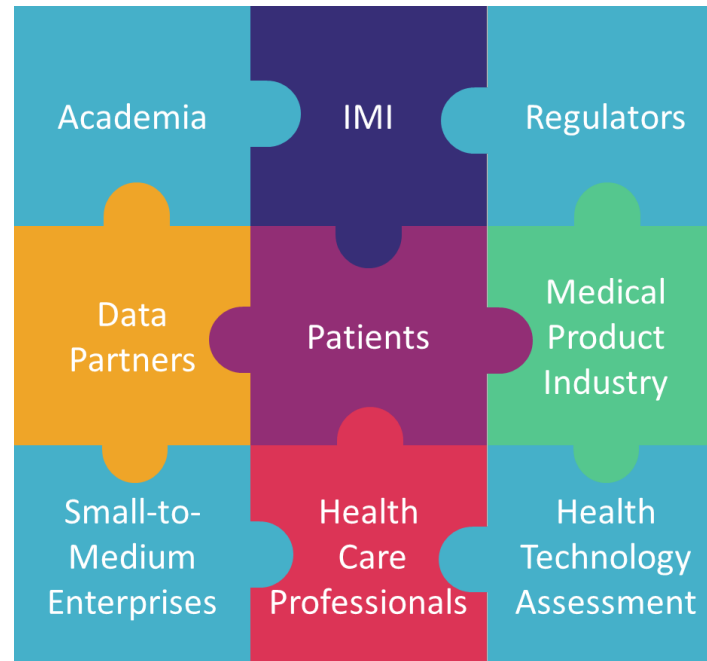 Academia
IMI
Regulators
Data
Partners
Patients
Medical
Product
Industry
Small-to-
Medium
Enterprises
Health
Care
Professionals
Health
Technology
Assessment